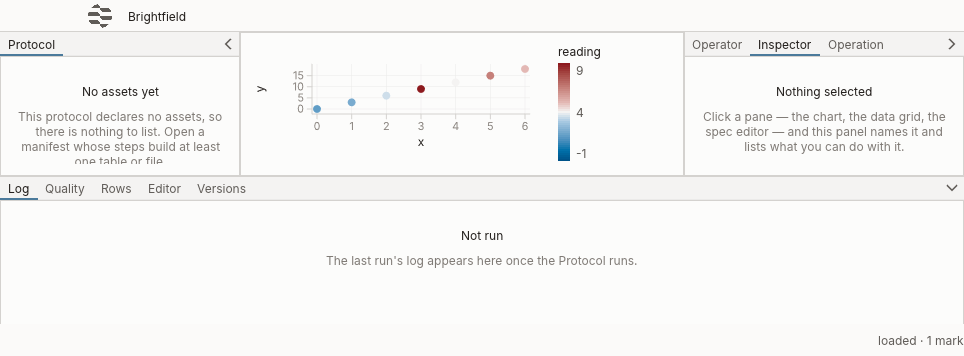 Brightfield
Protocol
No assets yet
This protocol declares no assets, so
there is nothing to list. Open a
manifest whose steps build at least
one table or file.
reading
9
4
-1
y
15
10
5
0
0 1 2 3 4 5 6
x
Operator Inspector Operation
Nothing selected
Click a pane — the chart, the data grid, the
spec editor — and this panel names it and
lists what you can do with it.
Log Quality Rows Editor Versions
Not run
The last run's log appears here once the Protocol runs.
loaded · 1 mark